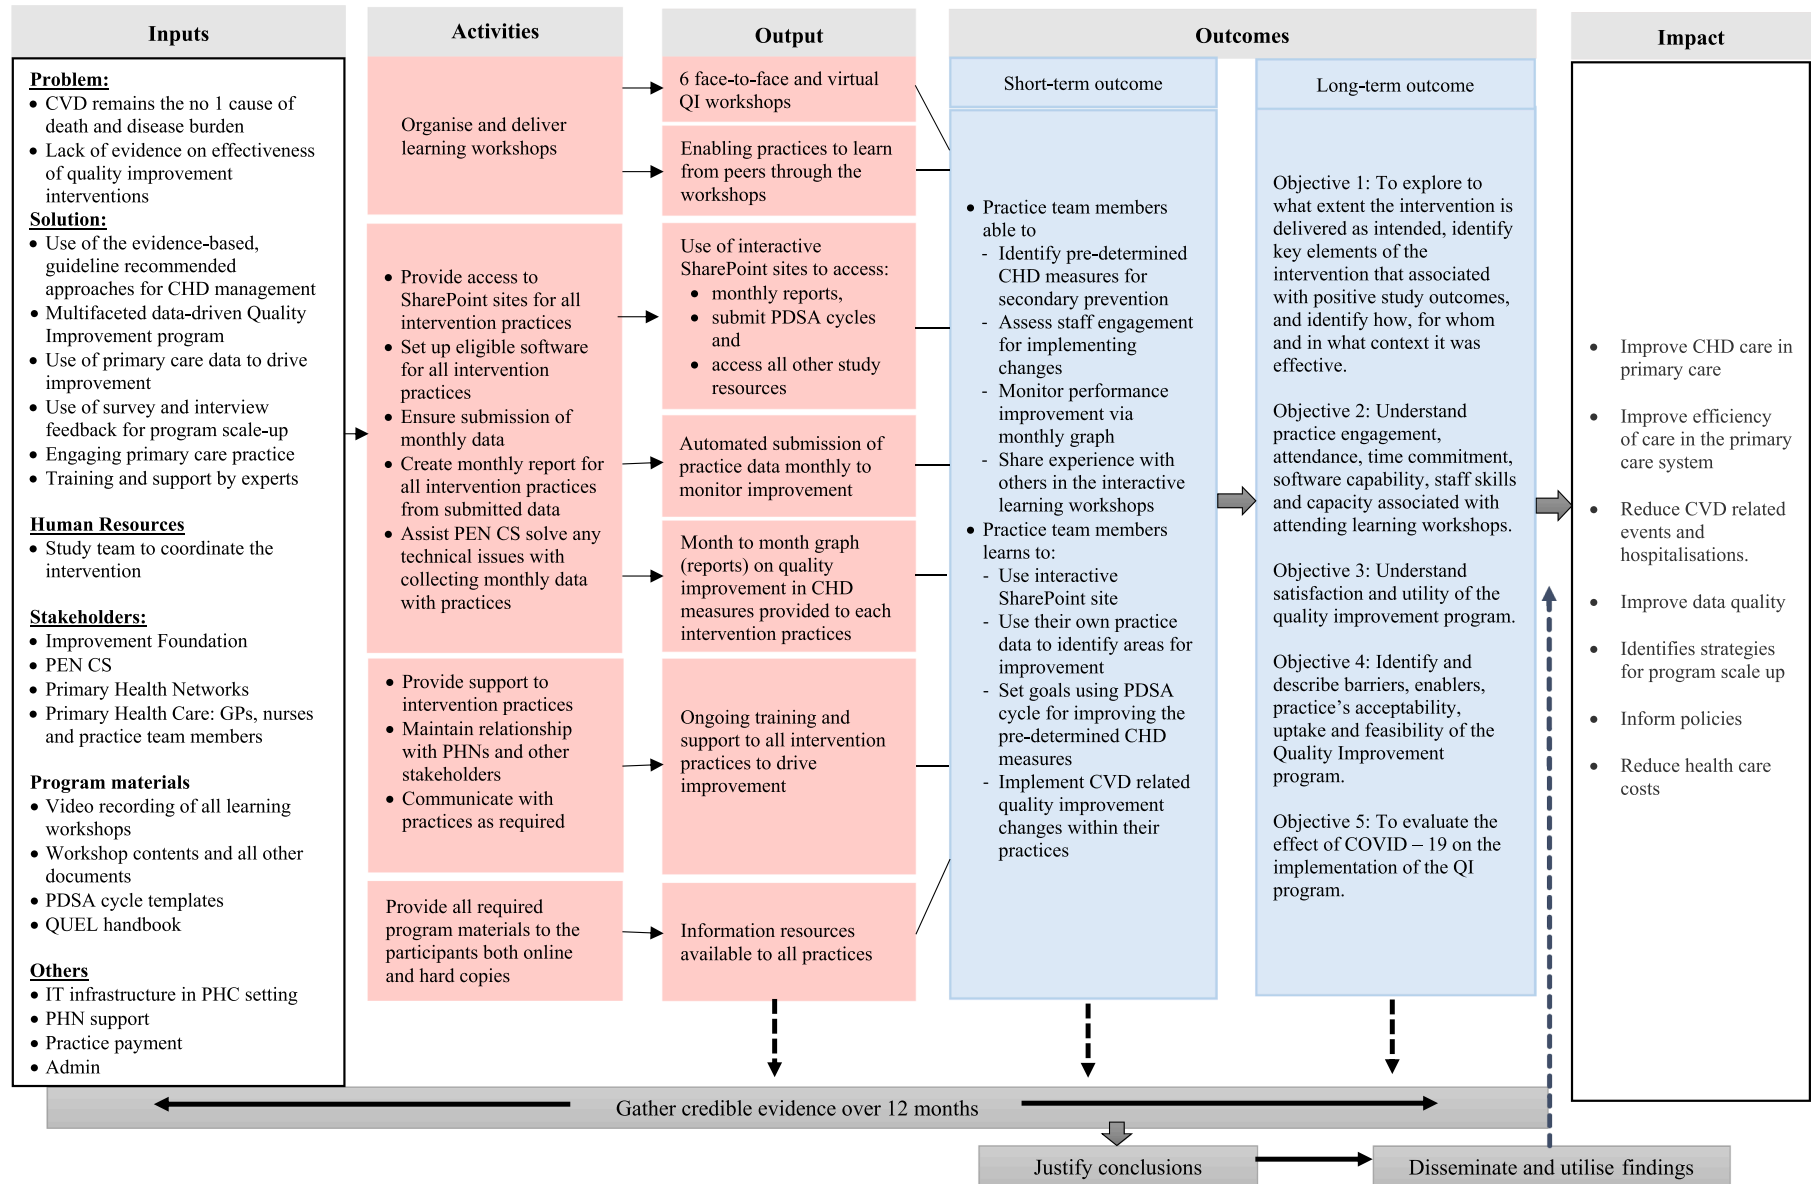 Inputs
Problem:
• CVD remains the no 1 cause of
death and disease burden
• Lack of evidence on effectiveness
of quality improvement
interventions
Solution:
• Use of the evidence-based,
guideline recommended
approaches for CHD management
• Multifaceted data-driven Quality
Improvement program
• Use of primary care data to drive
improvement
• Use of survey and interview
feedback for program scale-up
• Engaging primary care practice
• Training and support by experts
Human Resources
• Study team to coordinate the
intervention
Stakeholders:
• Improvement Foundation
• PEN CS
• Primary Health Networks
• Primary Health Care: GPs, nurses
and practice team members
Program materials
• Video recording of all learning
workshops
• Workshop contents and all other
documents
• PDSA cycle templates
• QUEL handbook
Others
• IT infrastructure in PHC setting
• PHN support
• Practice payment
• Admin
Activities
Organise and deliver
learning workshops
• Provide access to
SharePoint sites for all
intervention practices
• Set up eligible software
for all intervention
practices
• Ensure submission of
monthly data
• Create monthly report for
all intervention practices
from submitted data
• Assist PEN CS solve any
technical issues with
collecting monthly data
with practices
• Provide support to
intervention practices
• Maintain relationship
with PHNs and other
stakeholders
• Communicate with
practices as required
Provide all required
program materials to the
participants both online
and hard copies
Output
6 face-to-face and virtual
QI workshops
Enabling practices to learn
from peers through the
workshops
Use of interactive
SharePoint sites to access:
• monthly reports,
• submit PDSA cycles
and
• access all other study
resources
Automated submission of
practice data monthly to
monitor improvement
Month to month graph
(reports) on quality
improvement in CHD
measures provided to each
intervention practices
Ongoing training and
support to all intervention
practices to drive
improvement
Information resources
available to all practices
Outcomes
Short-term outcome
• Practice team members
able to
- Identify pre-determined
CHD measures for
secondary prevention
- Assess staff engagement
for implementing
changes
- Monitor performance
improvement via
monthly graph
- Share experience with
others in the interactive
learning workshops
• Practice team members
learns to:
- Use interactive
SharePoint site
- Use their own practice
data to identify areas for
improvement
- Set goals using PDSA
cycle for improving the
pre-determined CHD
measures
- Implement CVD related
quality improvement
changes within their
practices
Long-term outcome
Objective 1: To explore to
what extent the intervention is
delivered as intended, identify
key elements of the
intervention that associated
with positive study outcomes,
and identify how, for whom
and in what context it was
effective.
Objective 2: Understand
practice engagement,
attendance, time commitment,
software capability, staff skills
and capacity associated with
attending learning workshops.
Objective 3: Understand
satisfaction and utility of the
quality improvement program.
Objective 4: Identify and
describe barriers, enablers,
practice’s acceptability,
uptake and feasibility of the
Quality Improvement
program.
Objective 5: To evaluate the
effect of COVID – 19 on the
implementation of the QI
program.
Impact
• Improve CHD care in
primary care
• Improve efficiency
of care in the primary
care system
• Reduce CVD related
events and
hospitalisations.
• Improve data quality
• Identifies strategies
for program scale up
• Inform policies
• Reduce health care
costs
Gather credible evidence over 12 months
Justify conclusions
Disseminate and utilise findings